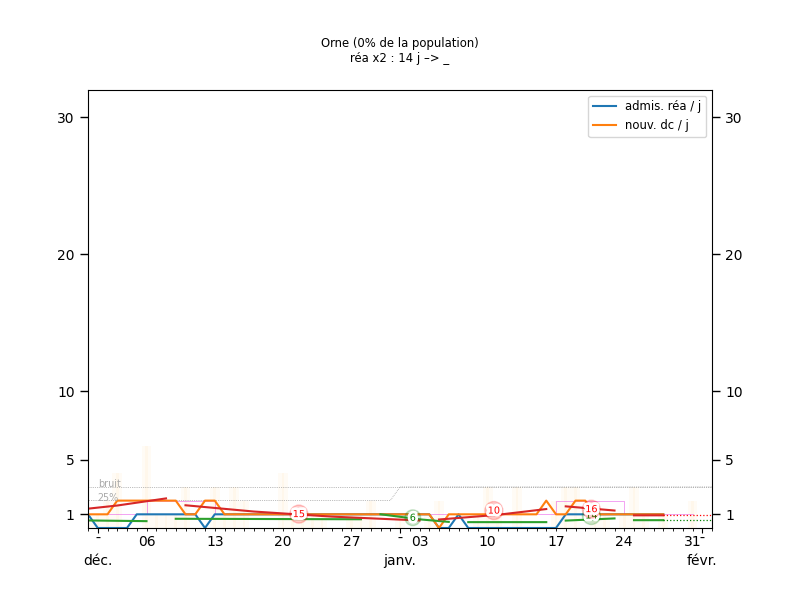 Orne (0% de la population)
réa x2 : 14 j –> _
admis. réa / j
nouv. dc / j
30 30
20 20
10 10
5 5
1 1
bruit
25%
15 6 10 16 14
- 06 13 20 27 - 03 10 17 24 31-
déc. janv. févr.